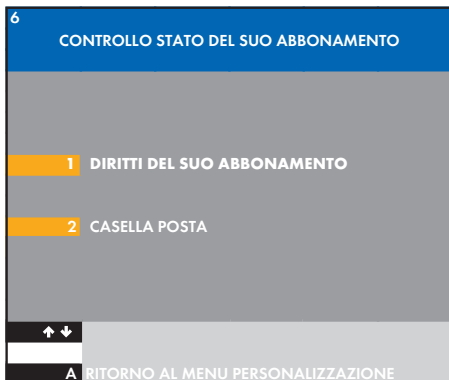 6
CONTROLLO STATO DEL SUO ABBONAMENTO
1 DIRITTI DEL SUO ABBONAMENTO
2 CASELLA POSTA
↑ ↓
A RITORNO AL MENU PERSONALIZZAZIONE